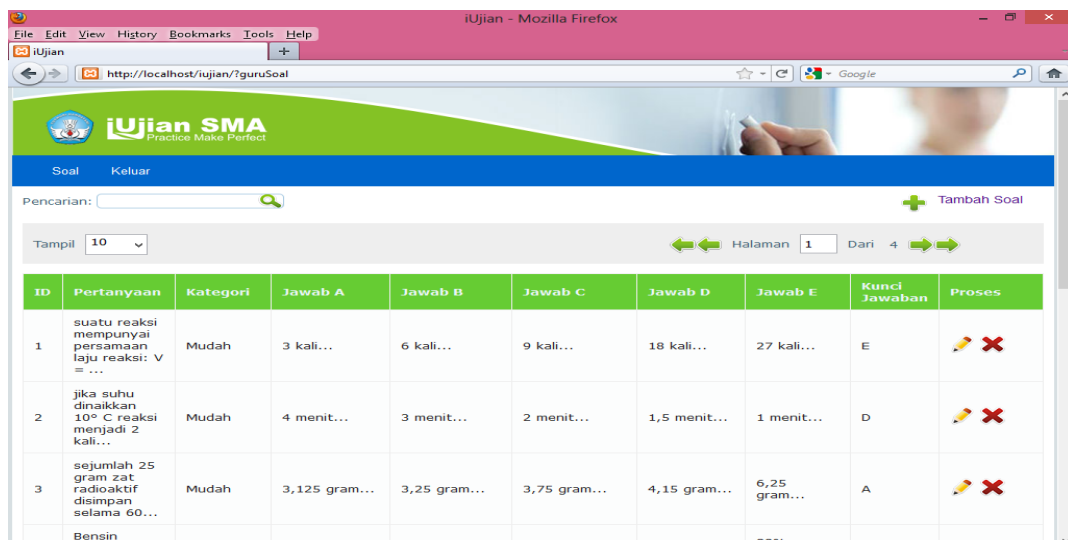 iUjian - Mozilla Firefox
File Edit View History Bookmarks Tools Help
iUjian
http://localhost/iujian/?guruSoal
Google
iUjian SMA
Practice Make Perfect
Soal Keluar
Pencarian:
Tambah Soal
Tampil 10
Halaman 1 Dari 4
ID Pertanyaan Kategori Jawab A Jawab B Jawab C Jawab D Jawab E Kunci Jawaban Proses
1 suatu reaksi mempunyai persamaan laju reaksi: V = ... Mudah 3 kali... 6 kali... 9 kali... 18 kali... 27 kali... E
2 jika suhu dinaikkan 10° C reaksi menjadi 2 kali... Mudah 4 menit... 3 menit... 2 menit... 1,5 menit... 1 menit... D
3 sejumlah 25 gram zat radioaktif disimpan selama 60... Mudah 3,125 gram... 3,25 gram... 3,75 gram... 4,15 gram... 6,25 gram... A
Bensin